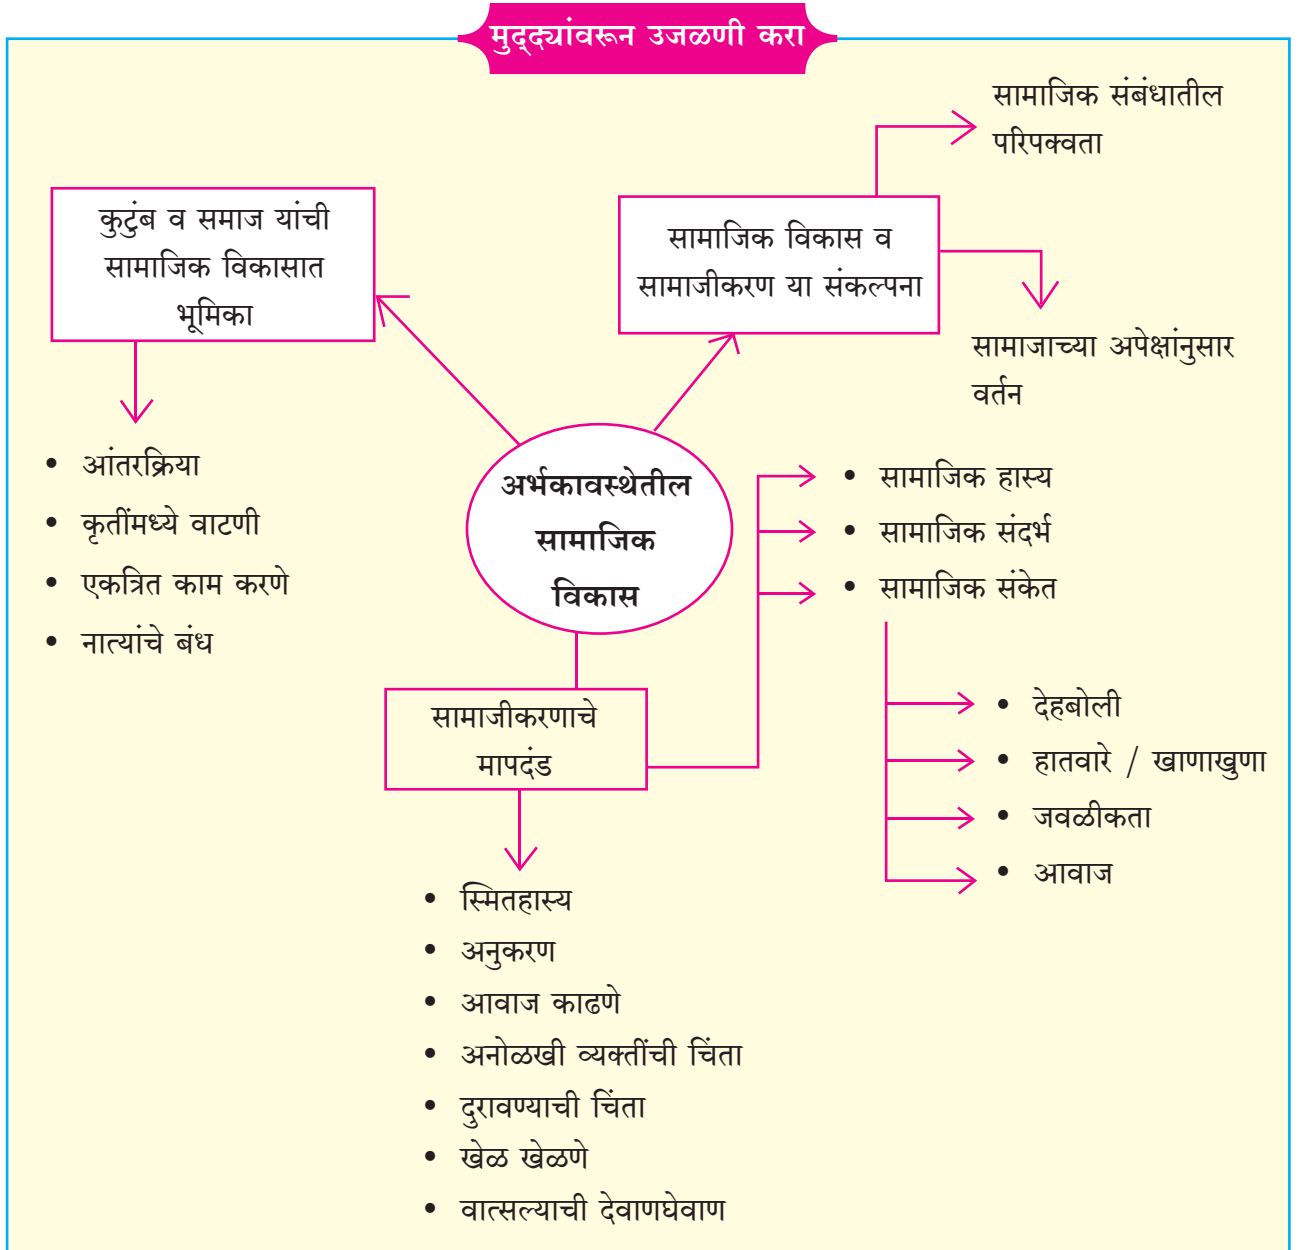 मुद्द्यांवरून उजळणी करा
सामाजिक संबंधातील
परिपक्वता
कुटुंब व समाज यांची
सामाजिक विकासात
भूमिका
सामाजिक विकास व
सामाजीकरण या संकल्पना
सामाजाच्या अपेक्षांनुसार
वर्तन
• आंतरक्रिया
• कृतींमध्ये वाटणी
• एकत्रित काम करणे
• नात्यांचे बंध
अर्भकावस्थेतील
सामाजिक
विकास
• सामाजिक हास्य
• सामाजिक संदर्भ
• सामाजिक संकेत
सामाजीकरणाचे
मापदंड
• देहबोली
• हातवारे / खाणाखुणा
• जवळीकता
• आवाज
• स्मितहास्य
• अनुकरण
• आवाज काढणे
• अनोळखी व्यक्तींची चिंता
• दुरावण्याची चिंता
• खेळ खेळणे
• वात्सल्याची देवाणघेवाण